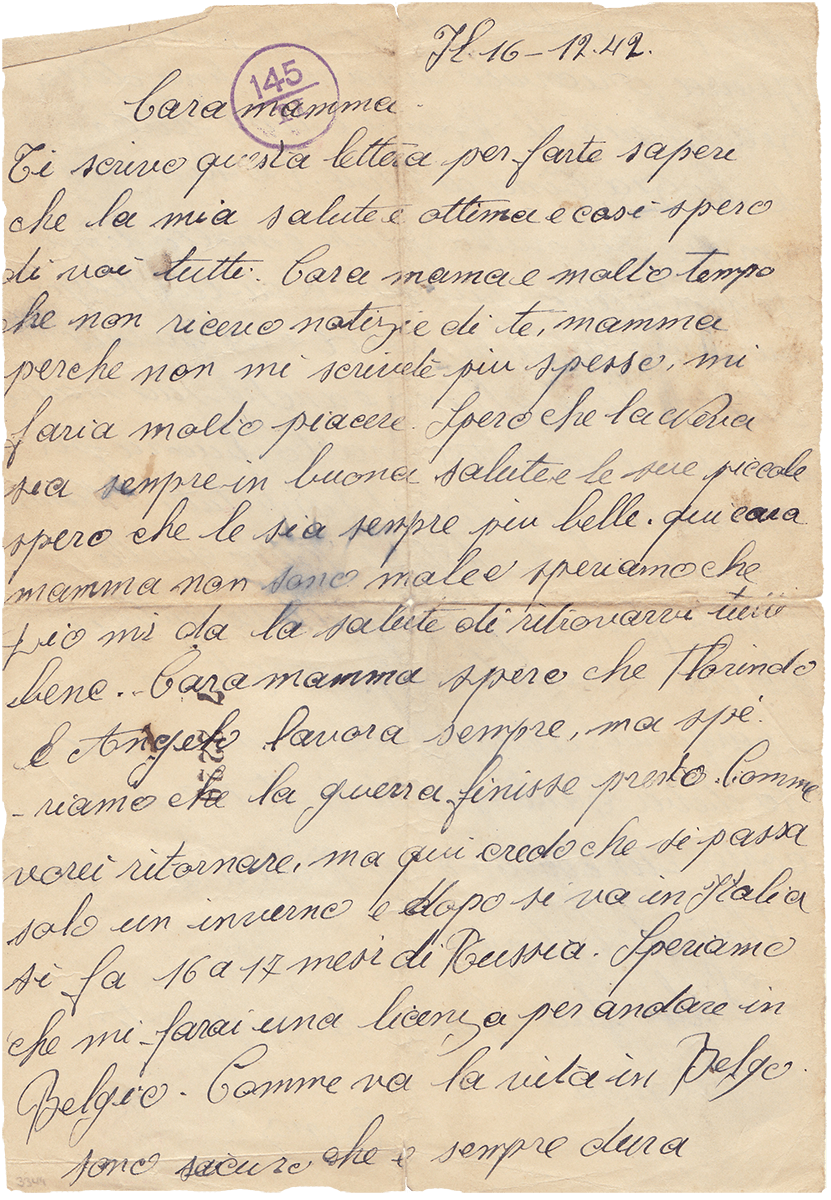 Il 16-12.42.
145
Cara mamma
Ti scrivo questa lettera per farte sapere
che la mia salute e ottima e cosi spero
di voi tutti. Cara mama e molto tempo
che non ricevo notizie di te, mamma
perche non mi scrivete piu spesso, mi
faria molto piacere. Spero che la Neva
sia senpre in buona salute e le sue piccole
spero che le sia sempre piu belle. qui cara
mamma non sono male e speriamo che
Dio mi da la salute di ritrovarvi tutti
bene. Cara mamma spero che Florindo
e Angelo lavora sempre, ma spe.
-riamo che la guerra finisse presto. Comme
vorei ritornare, ma qui credo che si passa
solo un inverno e dopo si va in Italia
si fa 16 a 17 mesi di Russia. Speriamo
che mi farai una licenza per andare in
Belgio. Comme va la vita in Belgo.
sono sicuro che e sempre dura
3344